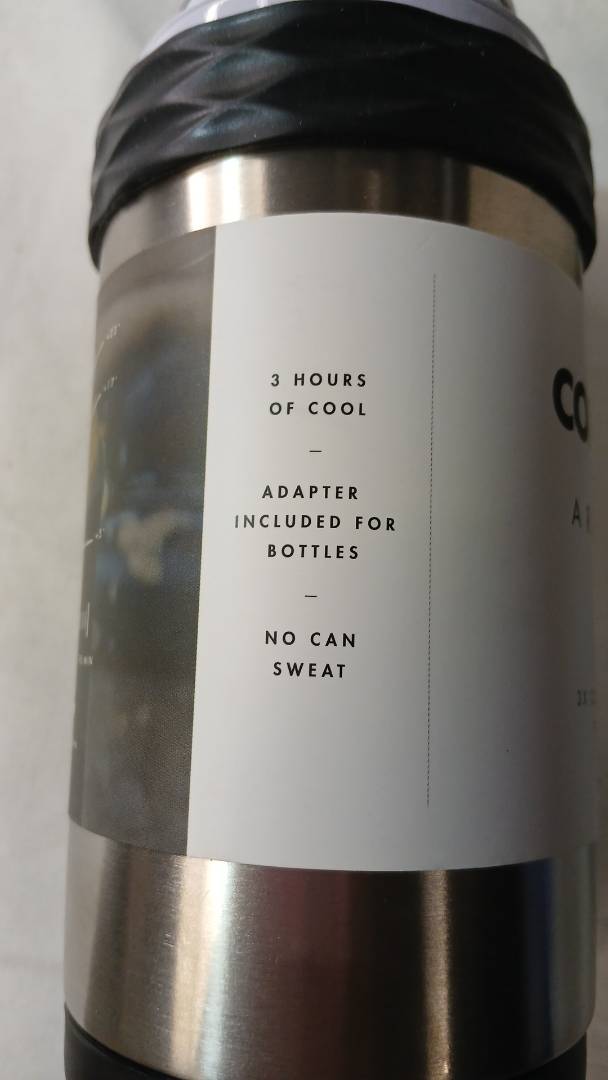 3 HOURS
OF COOL
—
ADAPTER
INCLUDED FOR
BOTTLES
—
NO CAN
SWEAT